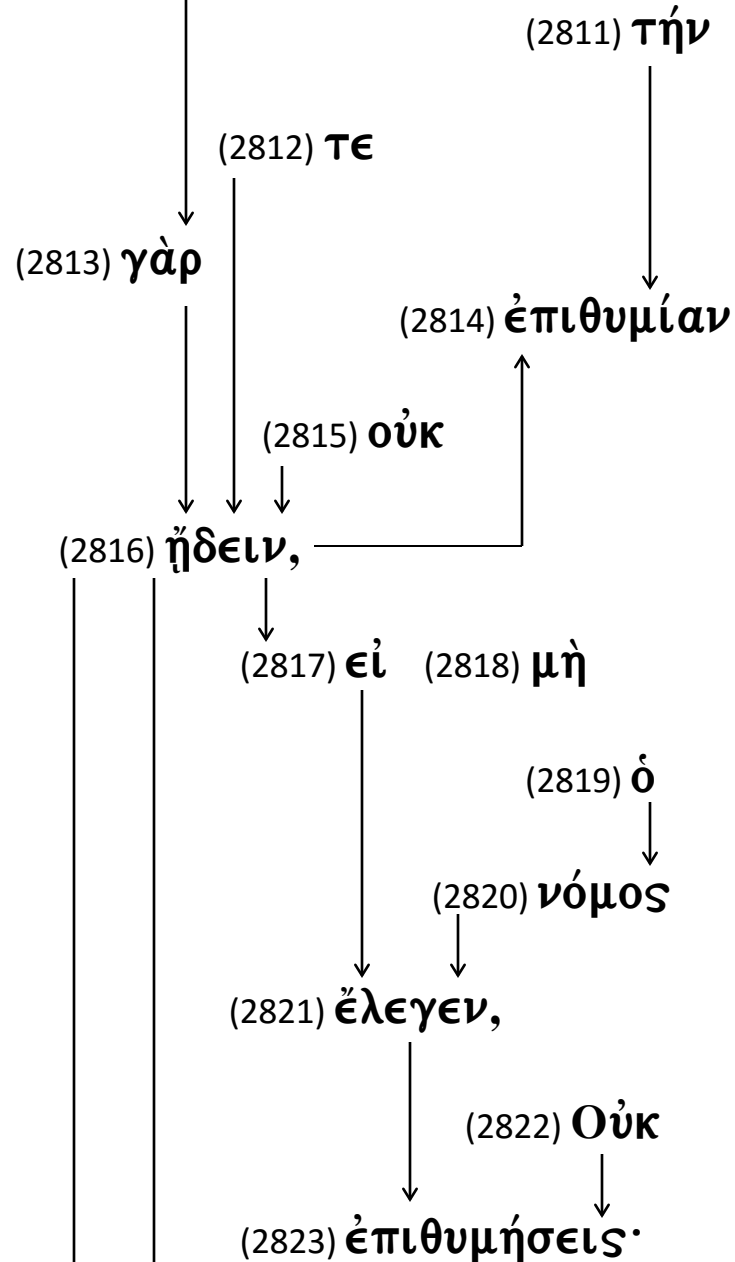 (2811) τήν
(2812) τε
(2813) γὰρ
(2814) ἐπιθυμίαν
(2815) οὐκ
(2816) ᾔδειν,
(2817) εἰ (2818) μὴ
(2819) ὁ
(2820) νόμος
(2821) ἔλεγεν,
(2822) Οὐκ
(2823) ἐπιθυμήσεις·